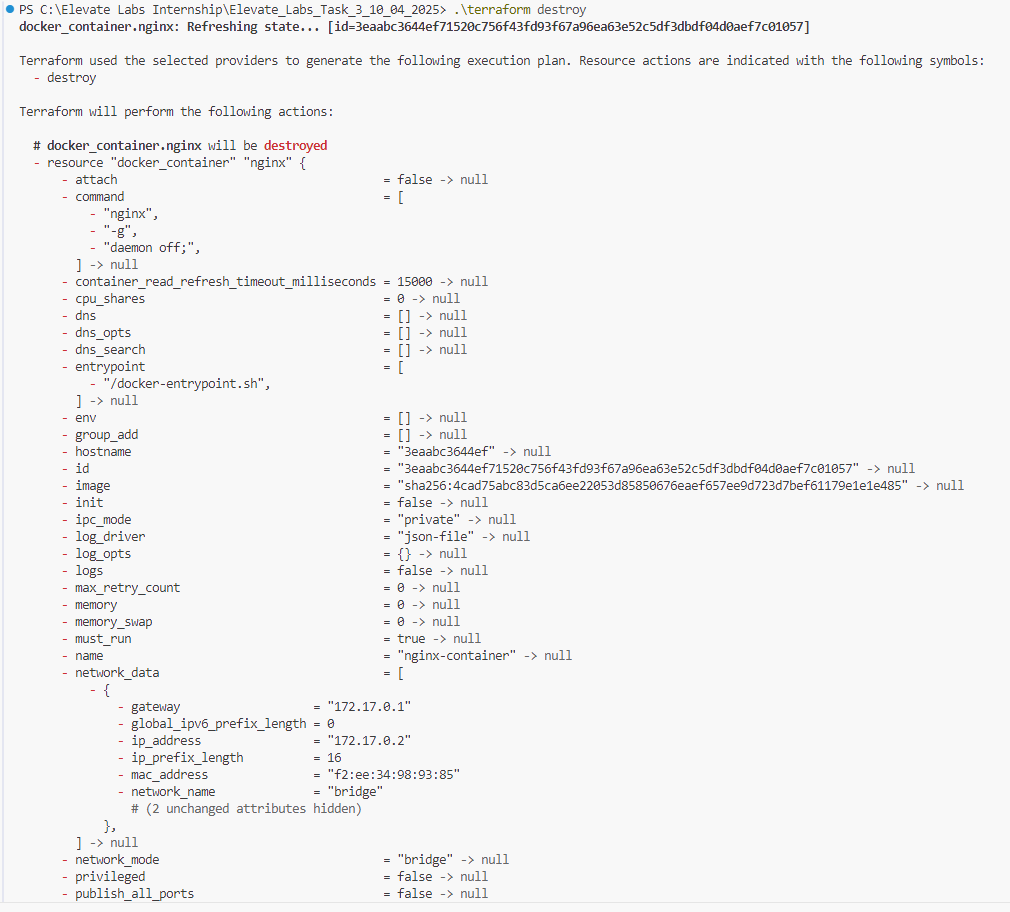 PS C:\Elevate Labs Internship\Elevate_Labs_Task_3_10_04_2025> .\terraform destroy
docker_container.nginx: Refreshing state... [id=3eaabc3644ef71520c756f43fd93f67a96ea63e52c5df3dbdf04d0aef7c01057]

Terraform used the selected providers to generate the following execution plan. Resource actions are indicated with the following symbols:
  - destroy

Terraform will perform the following actions:

  # docker_container.nginx will be destroyed
  - resource "docker_container" "nginx" {
      - attach                                      = false -> null
      - command                                     = [
          - "nginx",
          - "-g",
          - "daemon off;",
        ] -> null
      - container_read_refresh_timeout_milliseconds = 15000 -> null
      - cpu_shares                                  = 0 -> null
      - dns                                         = [] -> null
      - dns_opts                                    = [] -> null
      - dns_search                                  = [] -> null
      - entrypoint                                  = [
          - "/docker-entrypoint.sh",
        ] -> null
      - env                                         = [] -> null
      - group_add                                   = [] -> null
      - hostname                                    = "3eaabc3644ef" -> null
      - id                                          = "3eaabc3644ef71520c756f43fd93f67a96ea63e52c5df3dbdf04d0aef7c01057" -> null
      - image                                       = "sha256:4cad75abc83d5ca6ee22053d85850676eaef657ee9d723d7bef61179e1e1e485" -> null
      - init                                        = false -> null
      - ipc_mode                                    = "private" -> null
      - log_driver                                  = "json-file" -> null
      - log_opts                                    = {} -> null
      - logs                                        = false -> null
      - max_retry_count                             = 0 -> null
      - memory                                      = 0 -> null
      - memory_swap                                 = 0 -> null
      - must_run                                    = true -> null
      - name                                        = "nginx-container" -> null
      - network_data                                = [
          - {
              - gateway                   = "172.17.0.1"
              - global_ipv6_prefix_length = 0
              - ip_address                = "172.17.0.2"
              - ip_prefix_length          = 16
              - mac_address               = "f2:ee:34:98:93:85"
              - network_name              = "bridge"
                # (2 unchanged attributes hidden)
            },
        ] -> null
      - network_mode                                = "bridge" -> null
      - privileged                                  = false -> null
      - publish_all_ports                           = false -> null